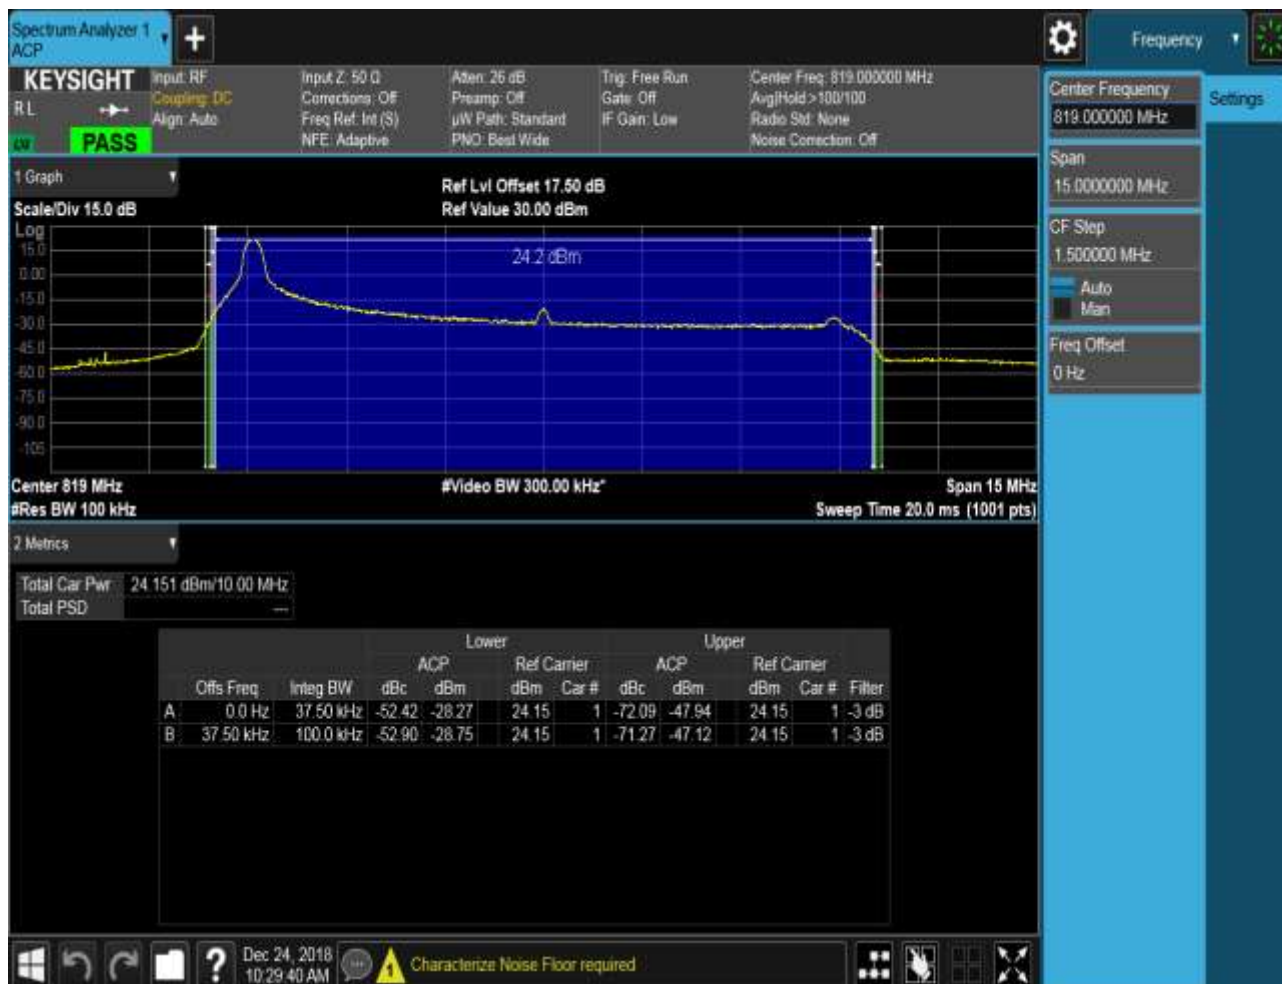 Spectrum Analyzer 1
ACP
+
Frequency
KEYSIGHT
R L
PASS
Input: RF
Coupling: DC
Align: Auto
Input Z: 50 Ω
Corrections: Off
Freq Ref: Int (S)
NFE: Adaptive
Atten: 26 dB
Preamp: Off
µW Path: Standard
PNO: Best Wide
Trig: Free Run
Gate: Off
IF Gain: Low
Center Freq: 819.000000 MHz
Avg|Hold:>100/100
Radio Std: None
Noise Correction: Off
Center Frequency
819.000000 MHz
Settings
Span
15.0000000 MHz
CF Step
1.500000 MHz
Auto
Man
Freq Offset
0 Hz
1 Graph
Scale/Div 15.0 dB
Ref Lvl Offset 17.50 dB
Ref Value 30.00 dBm
Log
15.0
0.00
-15.0
-30.0
-45.0
-60.0
-75.0
-90.0
-105
24.2 dBm
Center 819 MHz
#Video BW 300.00 kHz*
Span 15 MHz
#Res BW 100 kHz
Sweep Time 20.0 ms (1001 pts)
2 Metrics
Total Car Pwr 24.151 dBm/10.00 MHz
Total PSD ---
Lower Upper
ACP Ref Carrier ACP Ref Carrier
Offs Freq Integ BW dBc dBm dBm Car # dBc dBm dBm Car # Filter
A 0.0 Hz 37.50 kHz -52.42 -28.27 24.15 1 -72.09 -47.94 24.15 1 -3 dB
B 37.50 kHz 100.0 kHz -52.90 -28.75 24.15 1 -71.27 -47.12 24.15 1 -3 dB
?
Dec 24, 2018
10:29:40 AM
1
Characterize Noise Floor required